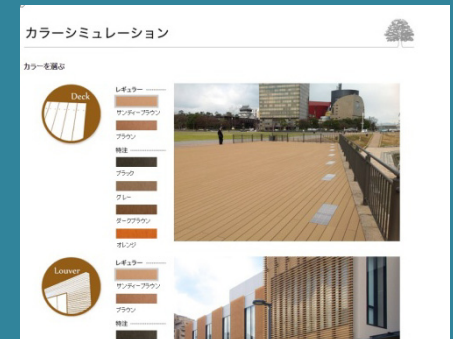 カラーシミュレーション
カラーを選ぶ
Deck
レギュラー
サンディーブラウン
ブラウン
特注
ブラック
グレー
ダークブラウン
オレンジ
Louver
レギュラー
サンディーブラウン
ブラウン
特注